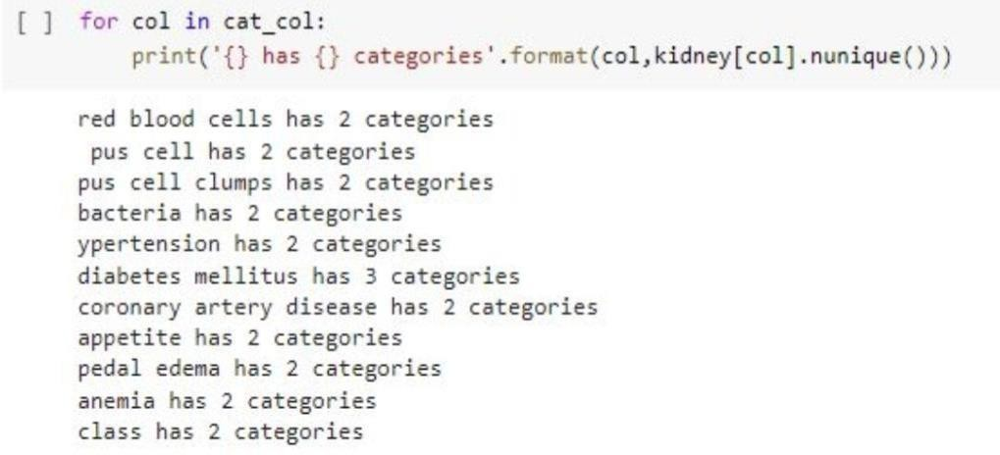 [ ] for col in cat_col:
print('{} has {} categories'.format(col,kidney[col].nunique()))
red blood cells has 2 categories
pus cell has 2 categories
pus cell clumps has 2 categories
bacteria has 2 categories
ypertension has 2 categories
diabetes mellitus has 3 categories
coronary artery disease has 2 categories
appetite has 2 categories
pedal edema has 2 categories
anemia has 2 categories
class has 2 categories